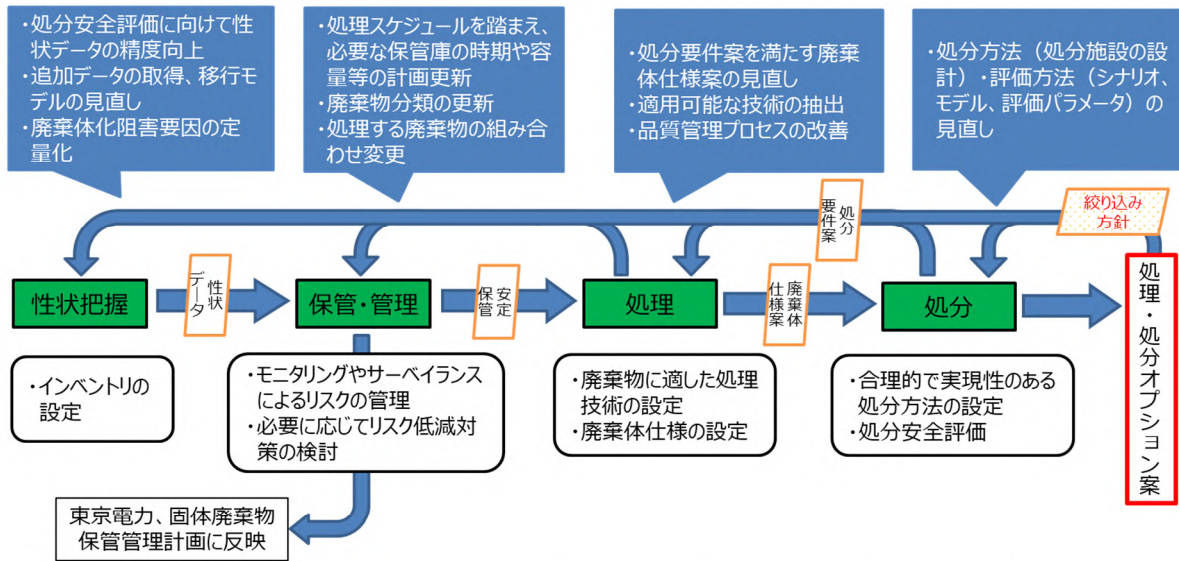 ・処分安全評価に向けて性
状データの精度向上
・追加データの取得、移行モ
デルの見直し
・廃棄体化阻害要因の定
量化
・処理スケジュールを踏まえ、
必要な保管庫の時期や容
量等の計画更新
・廃棄物分類の更新
・処理する廃棄物の組み合
わせ変更
・処分要件案を満たす廃棄
体仕様案の見直し
・適用可能な技術の抽出
・品質管理プロセスの改善
・処分方法（処分施設の設
計）・評価方法（シナリオ、
モデル、評価パラメータ）の
見直し
処分
要件案
絞り込み
方針
性状把握
性状
データ
保管・管理
安定
保管
処理
廃棄体
仕様案
処分
処理・処分オプション案
・インベントリの
設定
・モニタリングやサーベイランス
によるリスクの管理
・必要に応じてリスク低減対
策の検討
・廃棄物に適した処理
技術の設定
・廃棄体仕様の設定
・合理的で実現性のある
処分方法の設定
・処分安全評価
東京電力、固体廃棄物
保管管理計画に反映